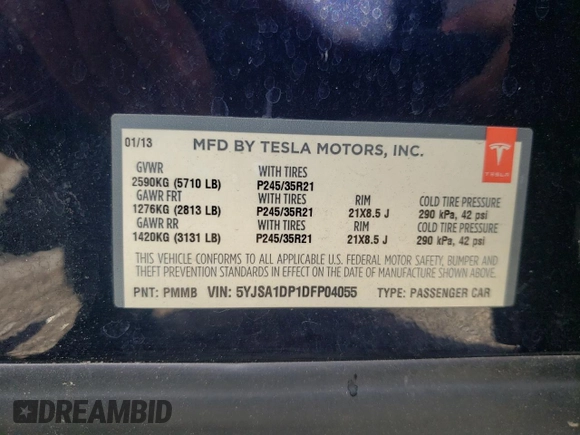 01/13 MFD BY TESLA MOTORS, INC.
GVWR WITH TIRES
2590KG (5710 LB) P245/35R21 TESLA
GAWR FRT WITH TIRES RIM COLD TIRE PRESSURE
1276KG (2813 LB) P245/35R21 21X8.5 J 290 kPa, 42 psi
GAWR RR WITH TIRES RIM COLD TIRE PRESSURE
1420KG (3131 LB) P245/35R21 21X8.5 J 290 kPa, 42 psi
THIS VEHICLE CONFORMS TO ALL APPLICABLE U.S. FEDERAL MOTOR SAFETY, BUMPER AND
THEFT PREVENTION STANDARDS IN EFFECT ON THE DATE OF MANUFACTURE SHOWN ABOVE.
PNT: PMMB VIN: 5YJSA1DP1DFP04055 TYPE: PASSENGER CAR
DREAMBID